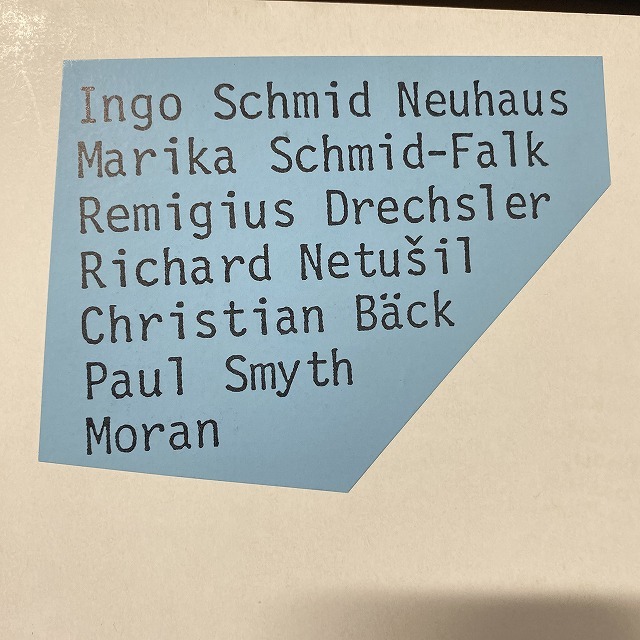 Ingo Schmid Neuhaus
Marika Schmid-Falk
Remigius Drechsler
Richard Netušil
Christian Bäck
Paul Smyth
Moran